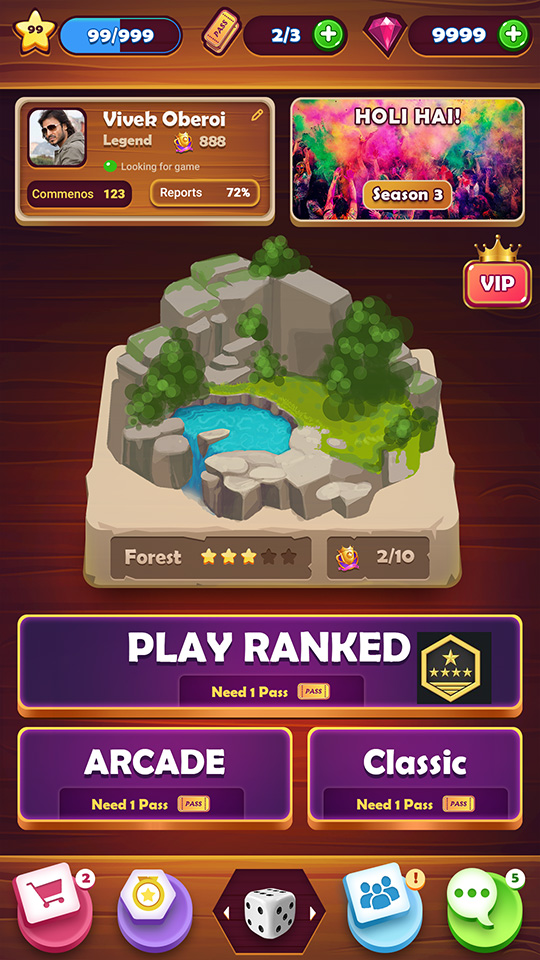 99
99/999
PASS
2/3
9999
Vivek Oberoi
Legend 888
Looking for game
Commenos 123
Reports 72%
HOLI HAI!
Season 3
VIP
Forest
2/10
PLAY RANKED
Need 1 Pass PASS
ARCADE
Need 1 Pass PASS
Classic
Need 1 Pass PASS
2
!
5